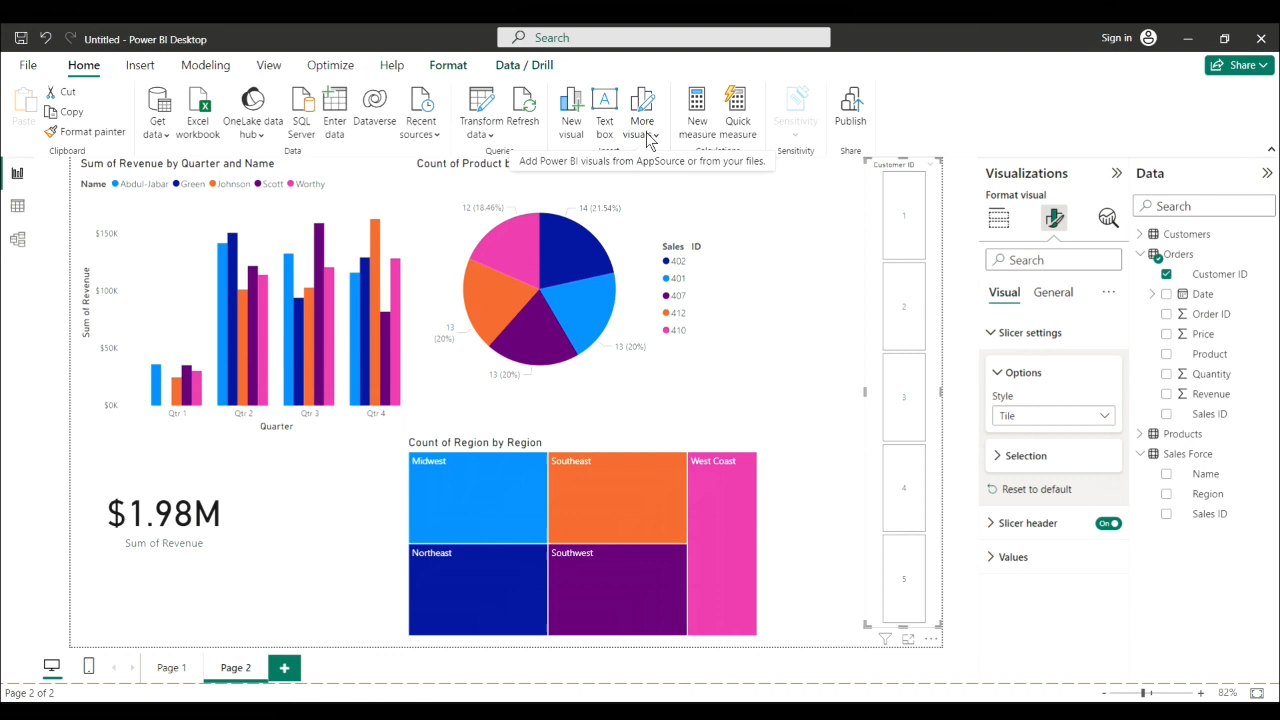 Untitled - Power BI Desktop
Search
Sign in
File
Home
Insert
Modeling
View
Optimize
Help
Format
Data / Drill
Share
Paste
Cut
Copy
Format painter
Clipboard
Get
data
Excel
workbook
OneLake data
hub
SQL
Server
Enter
data
Dataverse
Recent
sources
Data
Transform
data
Refresh
Queries
New
visual
Text
box
More
New
measure
Quick
measure
Sensitivity
Sensitivity
Publish
Share
Add Power BI visuals from AppSource or from your files.
Sum of Revenue by Quarter and Name
Name Abdul-Jabar Green Johnson Scott Worthy
$150K
$100K
$50K
$0K
Sum of Revenue
Qtr 1
Qtr 2
Qtr 3
Qtr 4
Quarter
Count of Product
12 (18.46%)
14 (21.54%)
13
(20%)
13 (20%)
13 (20%)
Sales ID
402
401
407
412
410
$1.98M
Sum of Revenue
Count of Region by Region
Midwest
Southeast
West Coast
Northeast
Southwest
Customer ID
1
2
3
4
5
Visualizations
Format visual
Search
Visual
General
Slicer settings
Options
Style
Tile
Selection
Reset to default
Slicer header
On
Values
Data
Search
Customers
Orders
Customer ID
Date
Order ID
Price
Product
Quantity
Revenue
Sales ID
Products
Sales Force
Name
Region
Sales ID
Page 1
Page 2
Page 2 of 2
82%